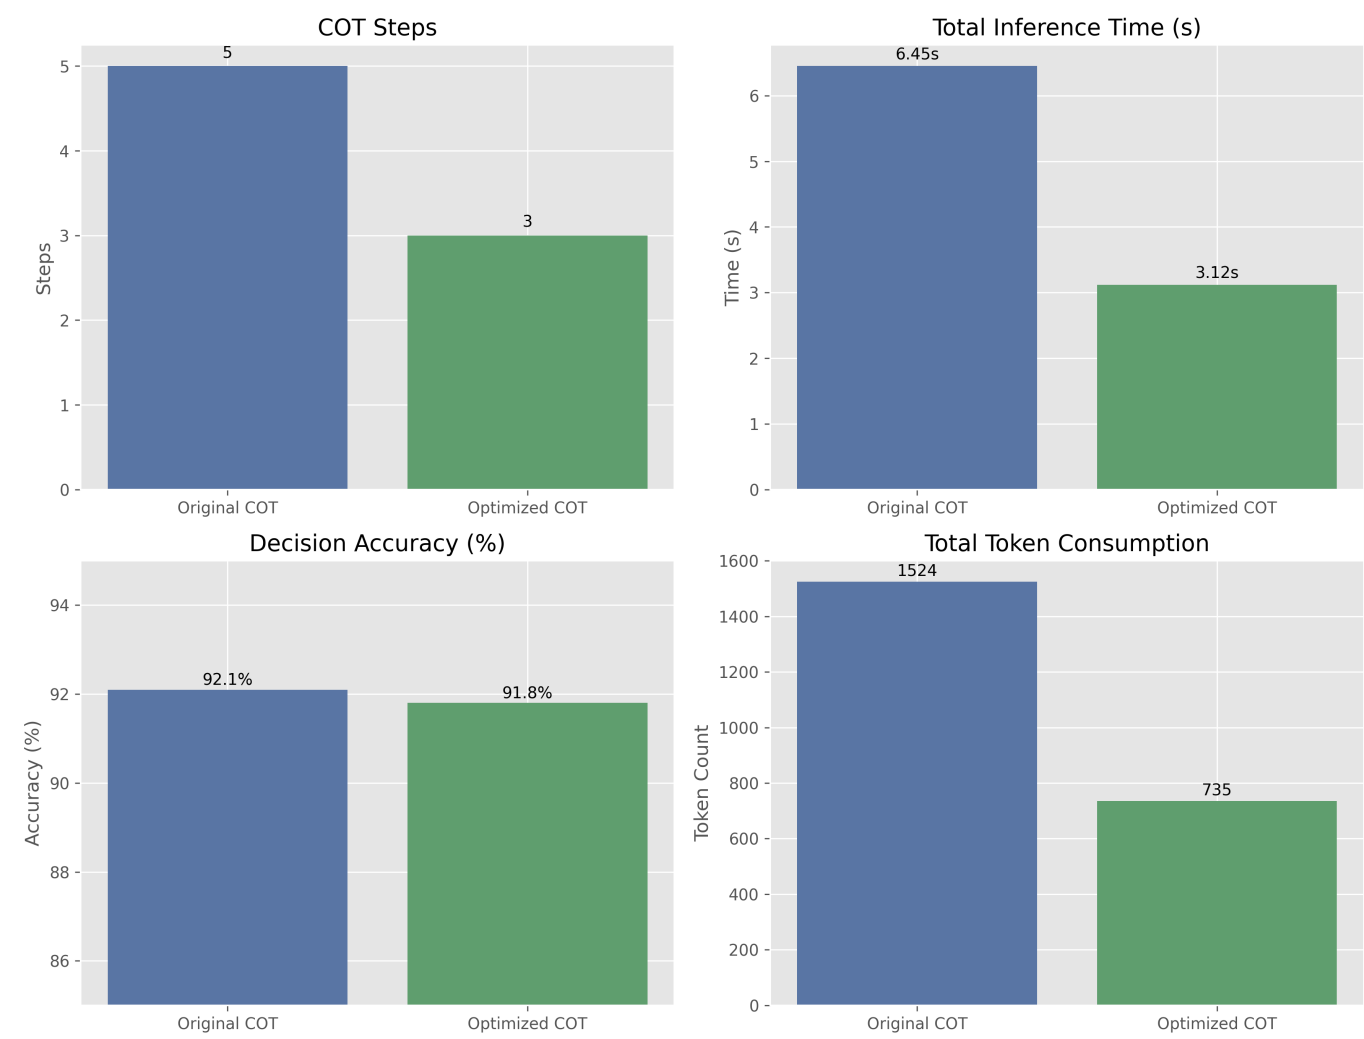 COT Steps
5
5
4
3
3
2
1
0
Steps
Original COT
Optimized COT
Total Inference Time (s)
6.45s
6
5
4
3.12s
3
2
1
0
Time (s)
Original COT
Optimized COT
Decision Accuracy (%)
94
92.1%
92
91.8%
90
88
86
Accuracy (%)
Original COT
Optimized COT
Total Token Consumption
1600
1524
1400
1200
1000
800
735
600
400
200
0
Token Count
Original COT
Optimized COT